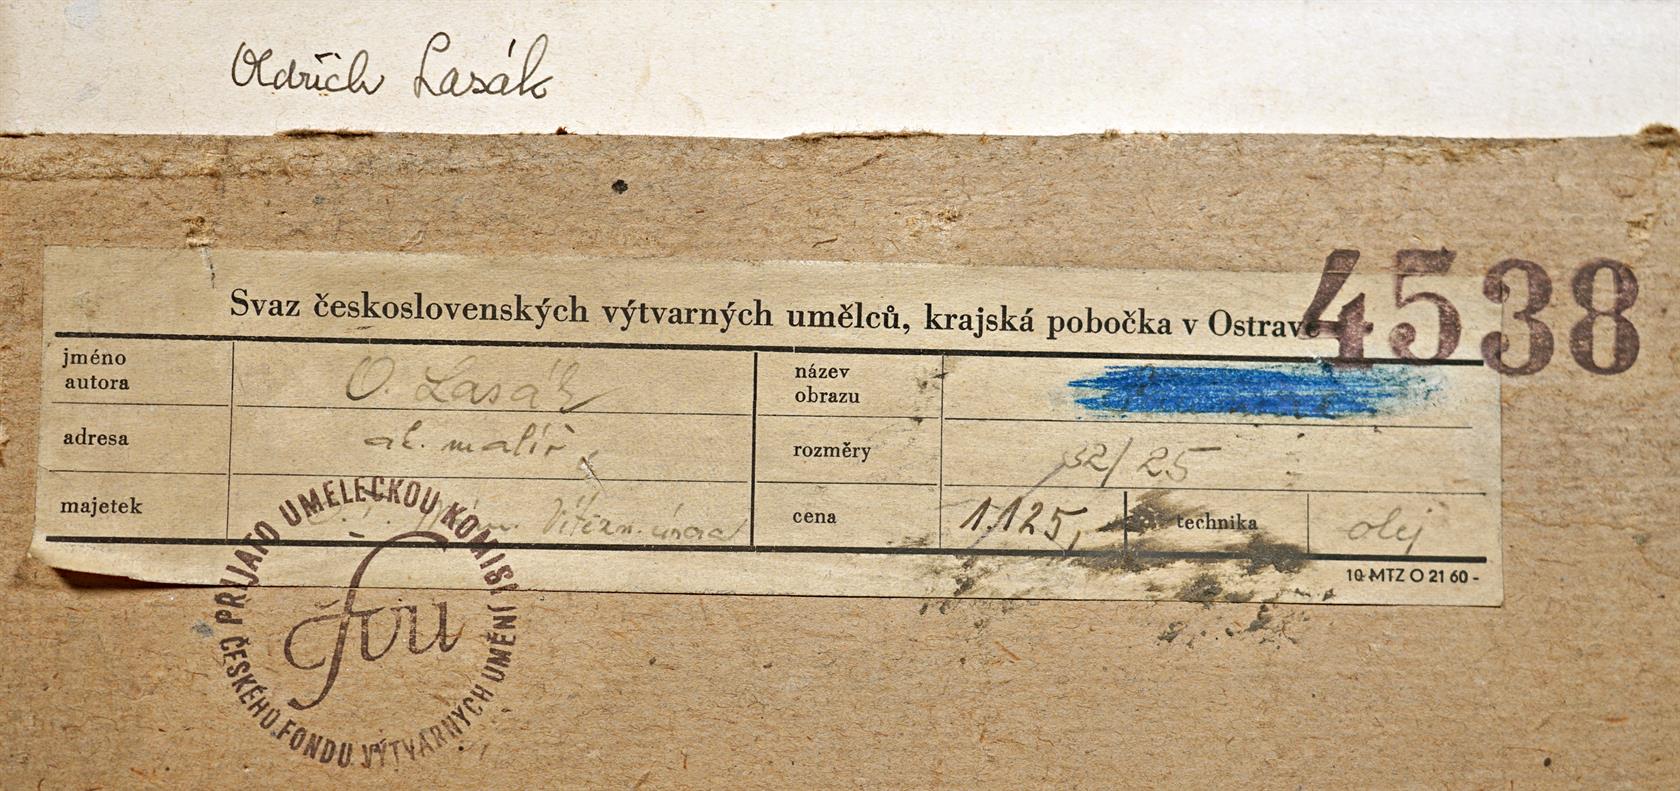 Oldřich Lasák
4538
Svaz československých výtvarných umělců, krajská pobočka v Ostravě
jméno autora O. Lasák název obrazu
adresa ak. malíř rozměry 32/25
majetek Vítězn. února cena 1.125, technika olej
10-MTZ O 21 60 -
PŘIJATO UMĚLECKOU KOMISÍ
ČESKÉHO FONDU VÝTVARNÝCH UMĚNÍ
čfvu